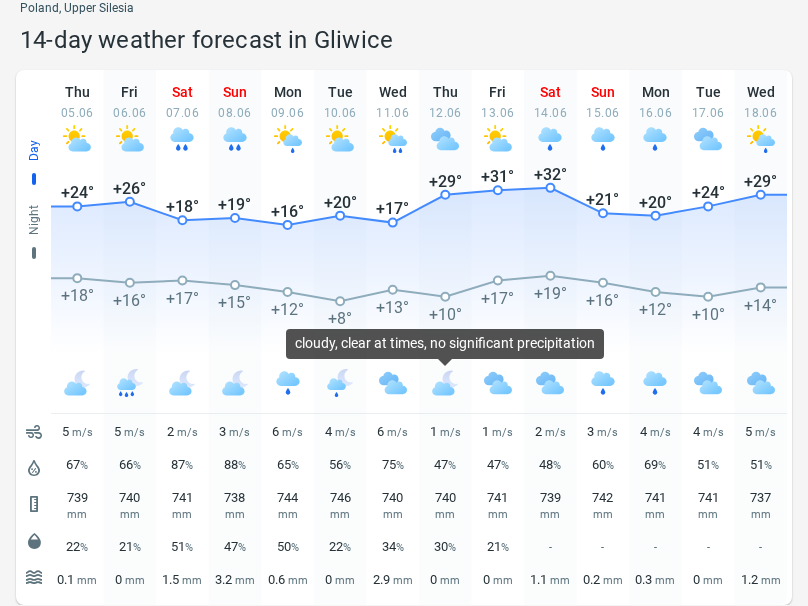 Poland, Upper Silesia
14-day weather forecast in Gliwice
Thu Fri Sat Sun Mon Tue Wed Thu Fri Sat Sun Mon Tue Wed
05.06 06.06 07.06 08.06 09.06 10.06 11.06 12.06 13.06 14.06 15.06 16.06 17.06 18.06
Day
+24° +26° +18° +19° +16° +20° +17° +29° +31° +32° +21° +20° +24° +29°
Night
+18° +16° +17° +15° +12° +8° +13° +10° +17° +19° +16° +12° +10° +14°
cloudy, clear at times, no significant precipitation
5 m/s 5 m/s 2 m/s 3 m/s 6 m/s 4 m/s 6 m/s 1 m/s 1 m/s 2 m/s 3 m/s 4 m/s 4 m/s 5 m/s
67% 66% 87% 88% 65% 56% 75% 47% 47% 48% 60% 69% 51% 51%
739 740 741 738 744 746 740 740 741 739 742 741 741 737
mm mm mm mm mm mm mm mm mm mm mm mm mm mm
22% 21% 51% 47% 50% 22% 34% 30% 21% - - - - -
0.1 mm 0 mm 1.5 mm 3.2 mm 0.6 mm 0 mm 2.9 mm 0 mm 0 mm 1.1 mm 0.2 mm 0.3 mm 0 mm 1.2 mm